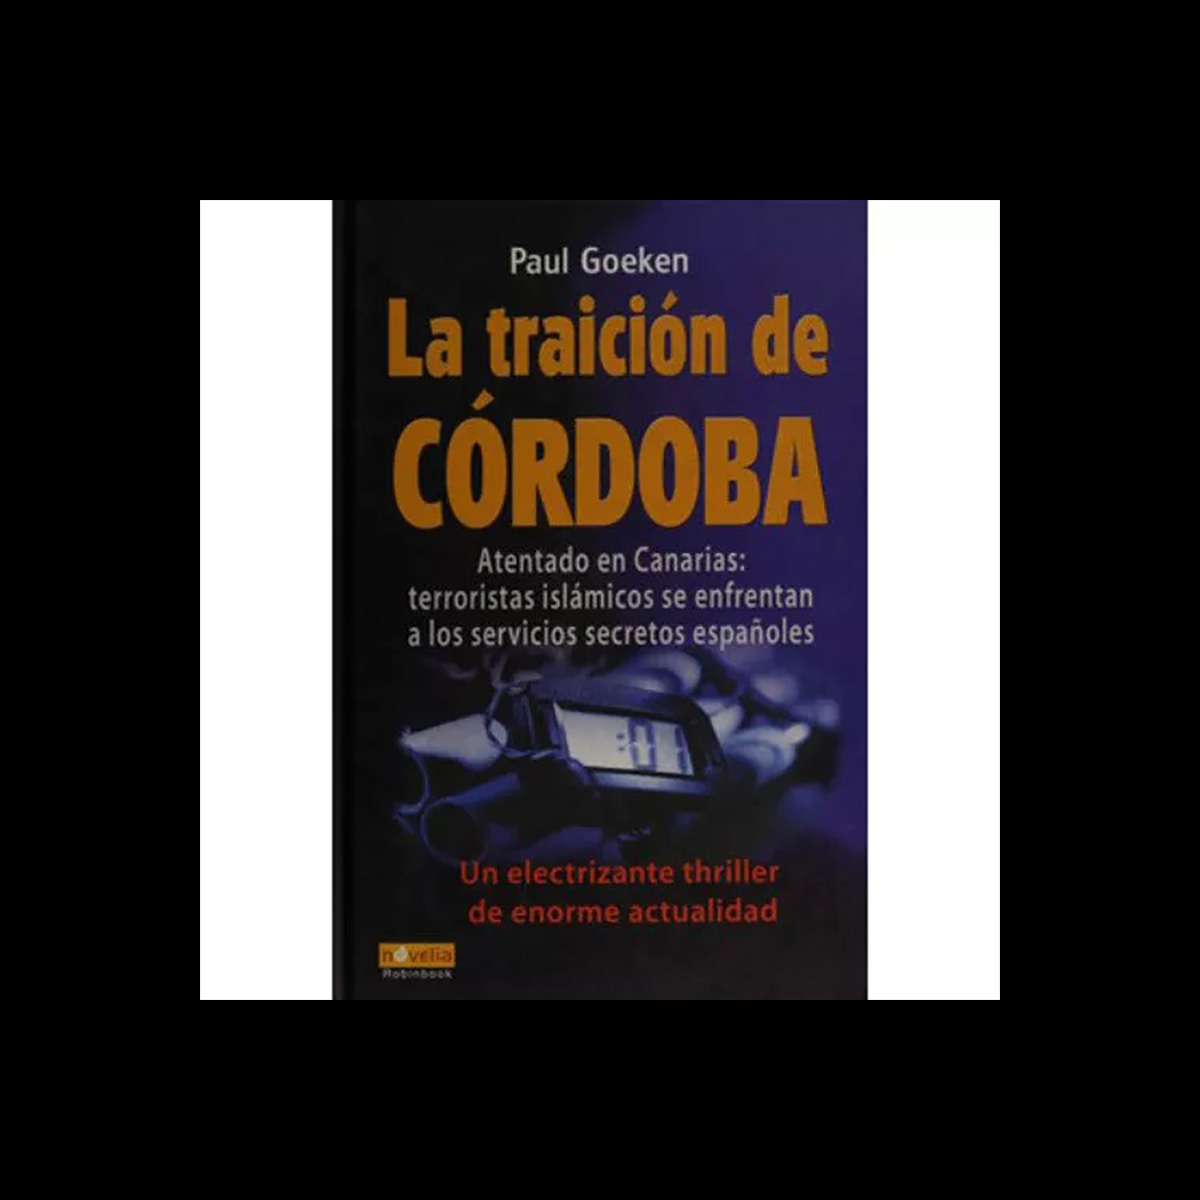 Paul Goeken
La traición de
CÓRDOBA
Atentado en Canarias:
terroristas islámicos se enfrentan
a los servicios secretos españoles
Un electrizante thriller
de enorme actualidad
novelia
Robinbook